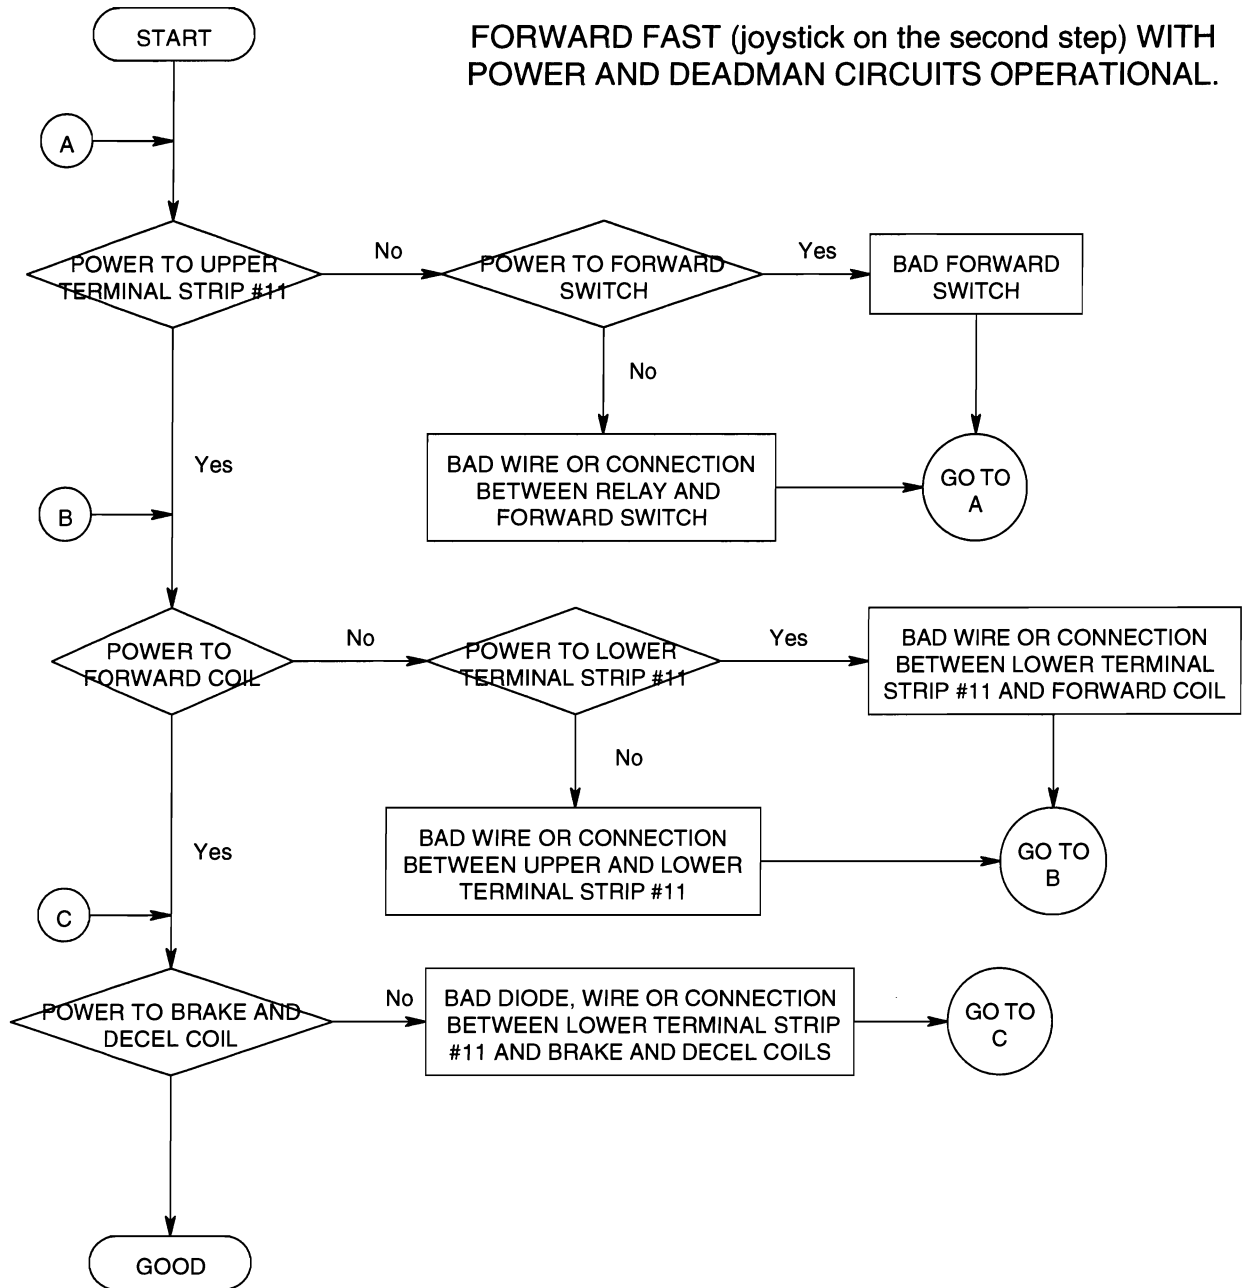 START
FORWARD FAST (joystick on the second step) WITH
POWER AND DEADMAN CIRCUITS OPERATIONAL.
A
POWER TO UPPER
TERMINAL STRIP #11
No
POWER TO FORWARD
SWITCH
Yes
BAD FORWARD
SWITCH
No
Yes
BAD WIRE OR CONNECTION
BETWEEN RELAY AND
FORWARD SWITCH
GO TO
A
B
POWER TO
FORWARD COIL
No
POWER TO LOWER
TERMINAL STRIP #11
Yes
BAD WIRE OR CONNECTION
BETWEEN LOWER TERMINAL
STRIP #11 AND FORWARD COIL
No
Yes
BAD WIRE OR CONNECTION
BETWEEN UPPER AND LOWER
TERMINAL STRIP #11
GO TO
B
C
POWER TO BRAKE AND
DECEL COIL
No
BAD DIODE, WIRE OR CONNECTION
BETWEEN LOWER TERMINAL STRIP
#11 AND BRAKE AND DECEL COILS
GO TO
C
GOOD